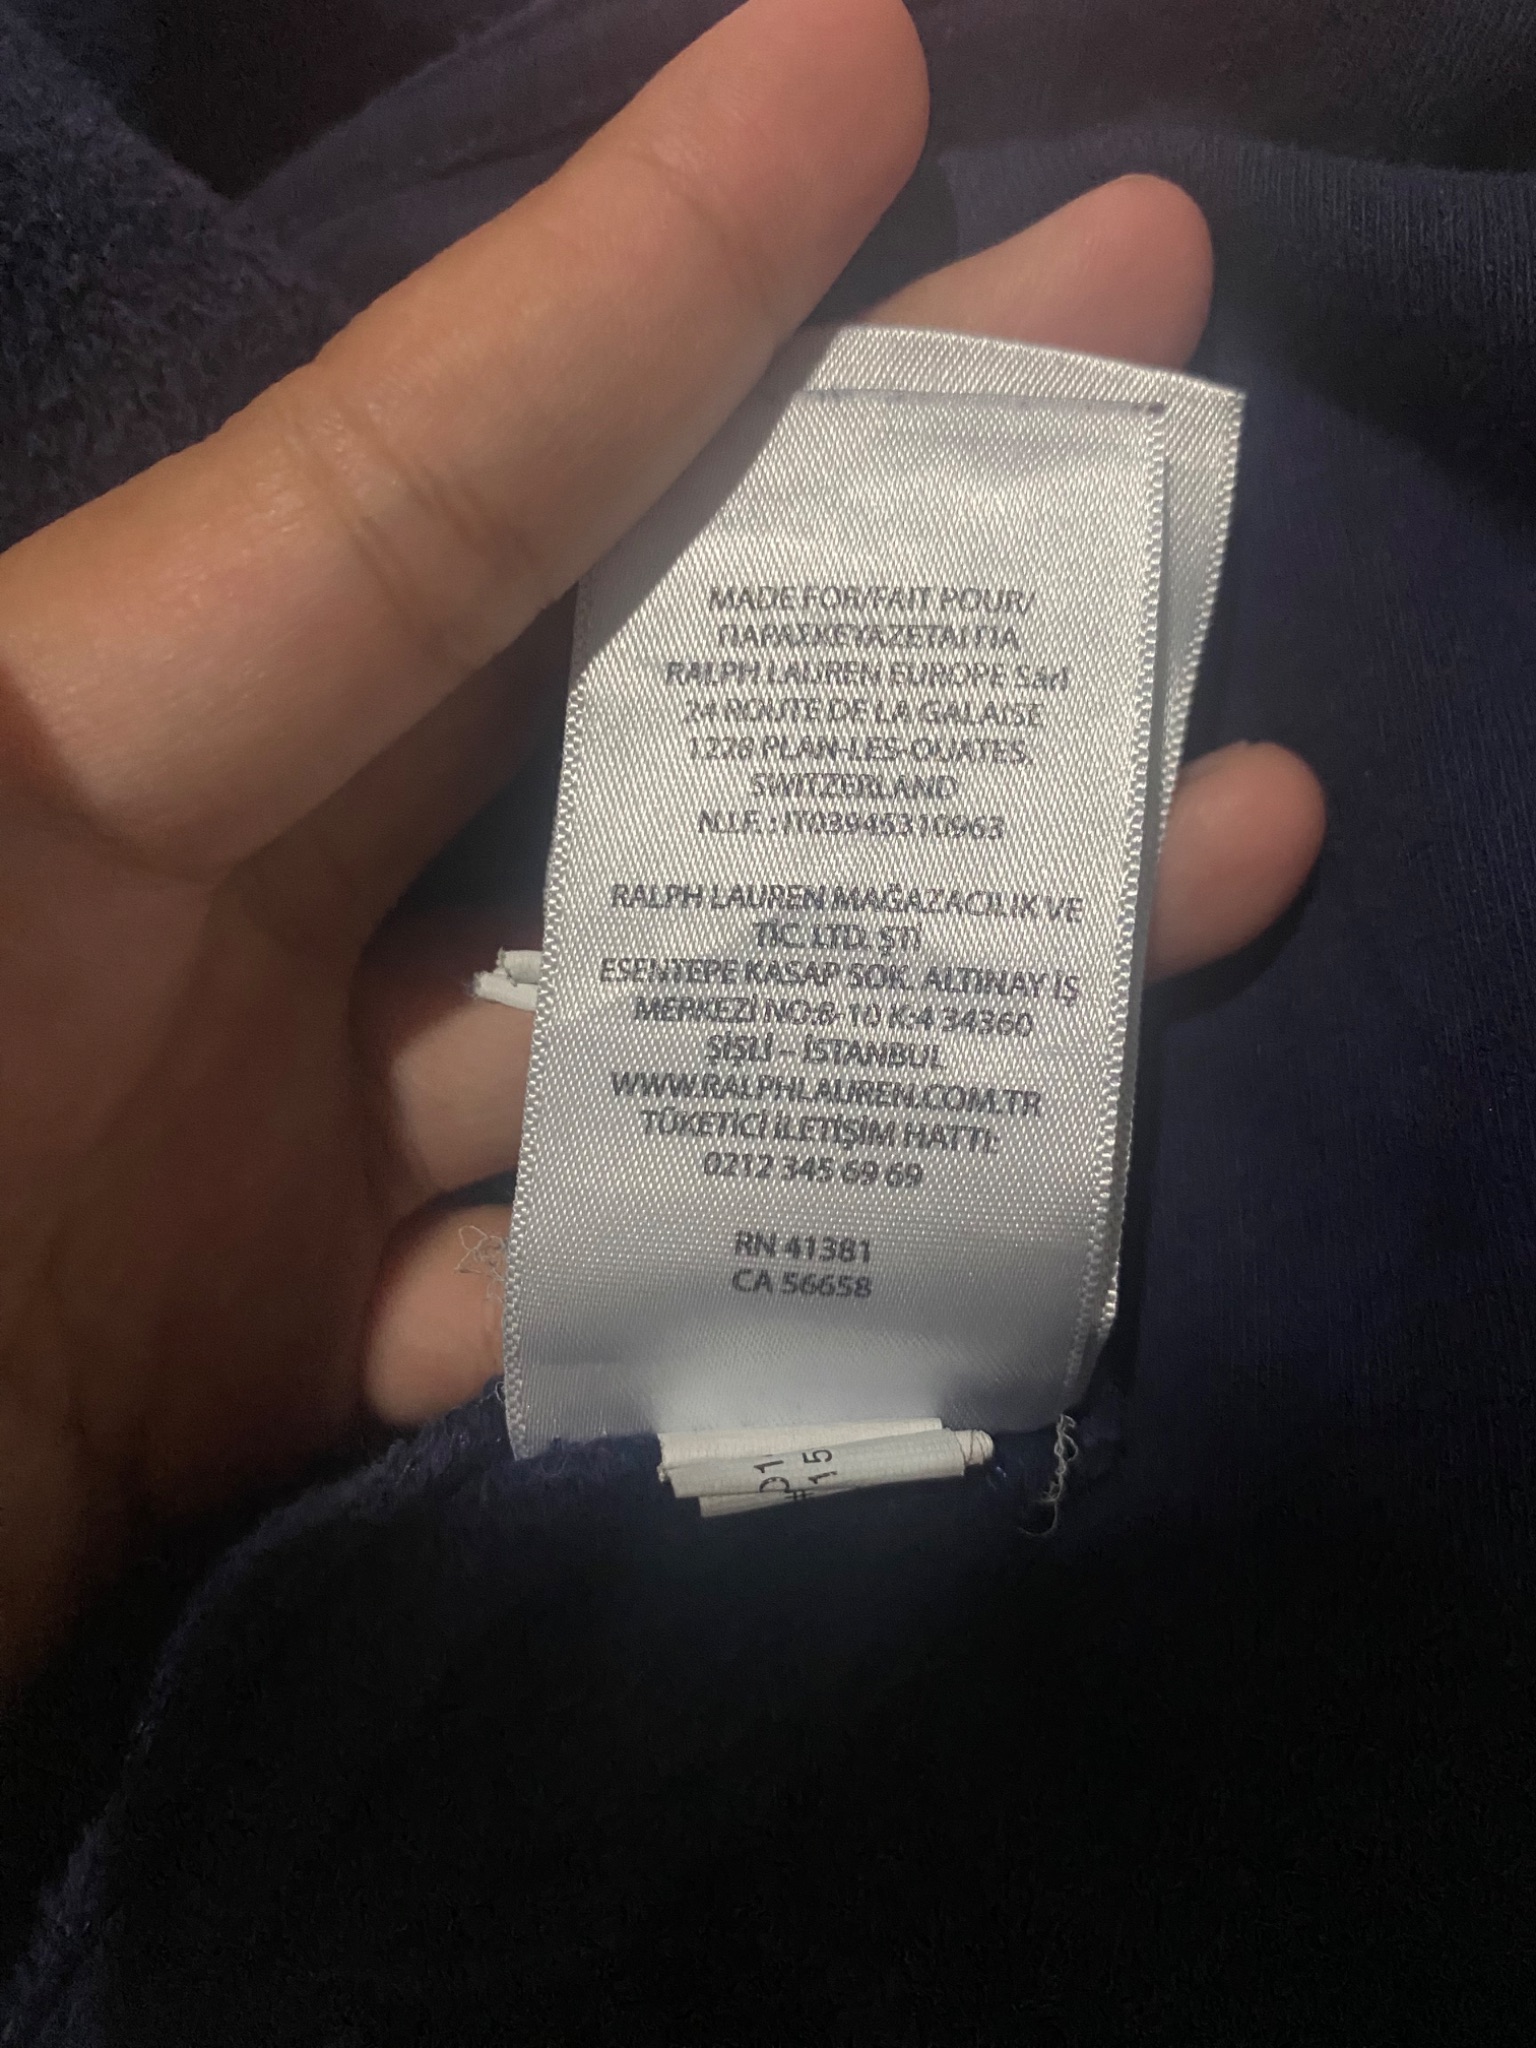 MADE FOR/FAIT POUR/
ΠΑΡΑΣΚΕΥΑΖΕΤΑΙ ΓΙΑ
RALPH LAUREN EUROPE Sarl
24 ROUTE DE LA GALAISE
1228 PLAN-LES-OUATES,
SWITZERLAND
N.I.F. : IT03945310963
RALPH LAUREN MAĞAZACILIK VE
TİC. LTD. ŞTİ
ESENTEPE KASAP SOK. ALTINAY İŞ
MERKEZİ NO:8-10 K:4 34360
ŞİŞLİ – İSTANBUL
WWW.RALPHLAUREN.COM.TR
TÜKETİCİ İLETİŞİM HATTI:
0212 345 69 69
RN 41381
CA 56658